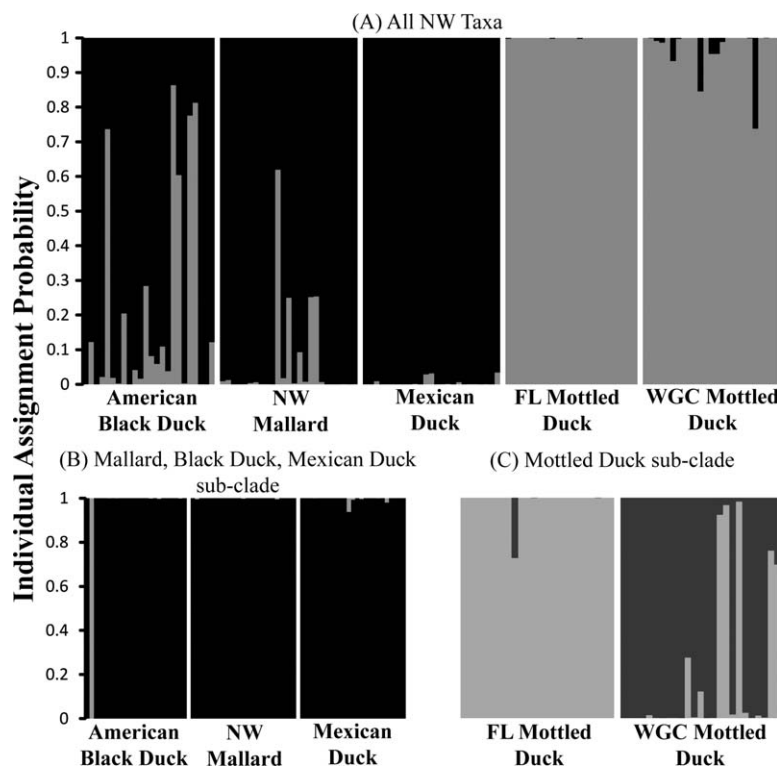 (A) All NW Taxa
Individual Assignment Probability
1
0.9
0.8
0.7
0.6
0.5
0.4
0.3
0.2
0.1
0
American
Black Duck
NW
Mallard
Mexican
Duck
FL Mottled
Duck
WGC Mottled
Duck
(B) Mallard, Black Duck, Mexican Duck
sub-clade
1
0.8
0.6
0.4
0.2
0
American
Black Duck
NW
Mallard
Mexican
Duck
(C) Mottled Duck sub-clade
FL Mottled
Duck
WGC Mottled
Duck